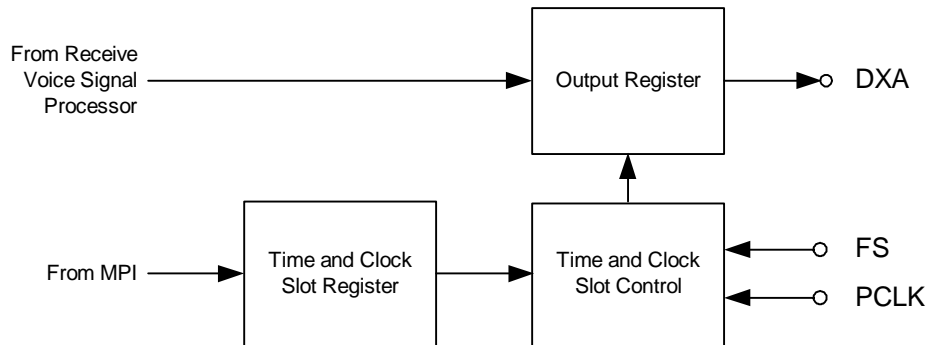 From Receive
Voice Signal
Processor
Output Register
DXA
From MPI
Time and Clock
Slot Register
Time and Clock
Slot Control
FS
PCLK